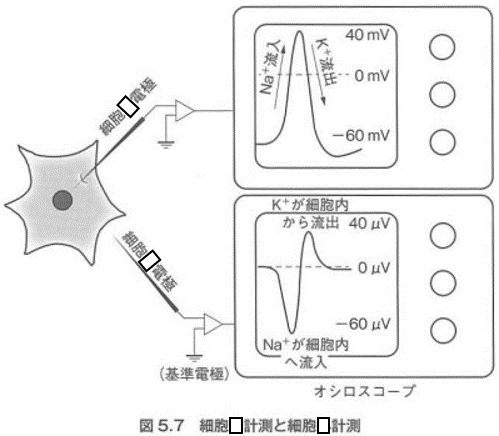 細胞□電極
Na⁺流入
K⁺流出
40 mV
0 mV
−60 mV
細胞□電極
(基準電極)
K⁺が細胞内
から流出
40 μV
0 μV
−60 μV
Na⁺が細胞内
へ流入
オシロスコープ
図 5.7 細胞□計測と細胞□計測